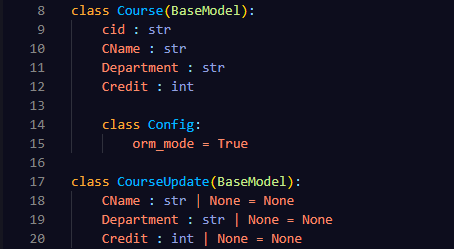 8 class Course(BaseModel):
9     cid : str
10     CName : str
11     Department : str
12     Credit : int
13
14     class Config:
15         orm_mode = True
16
17 class CourseUpdate(BaseModel):
18     CName : str | None = None
19     Department : str | None = None
20     Credit : int | None = None